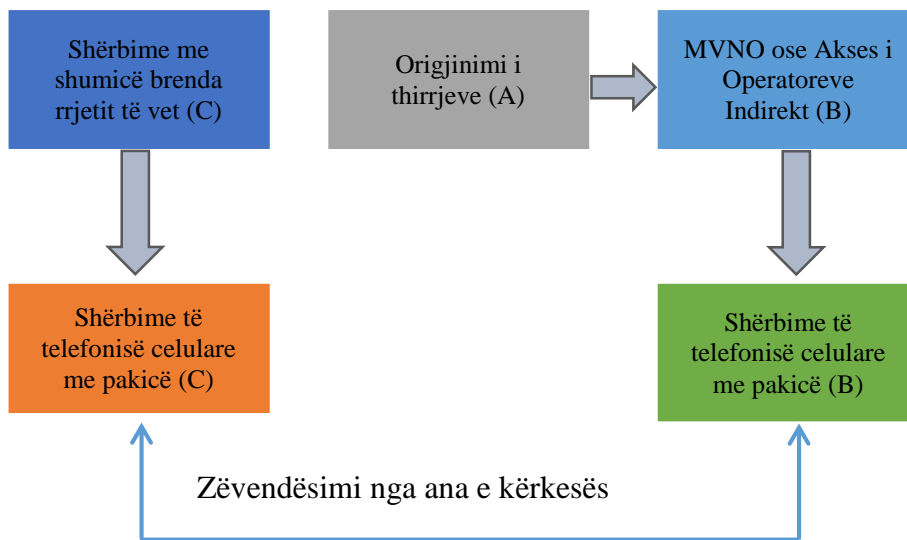 Shërbime me
shumicë brenda
rrjetit të vet (C)
Origjinimi i
thirrjeve (A)
MVNO ose Akses i
Operatoreve
Indirekt (B)
Shërbime të
telefonisë celulare
me pakicë (C)
Shërbime të
telefonisë celulare
me pakicë (B)
Zëvendësimi nga ana e kërkesës